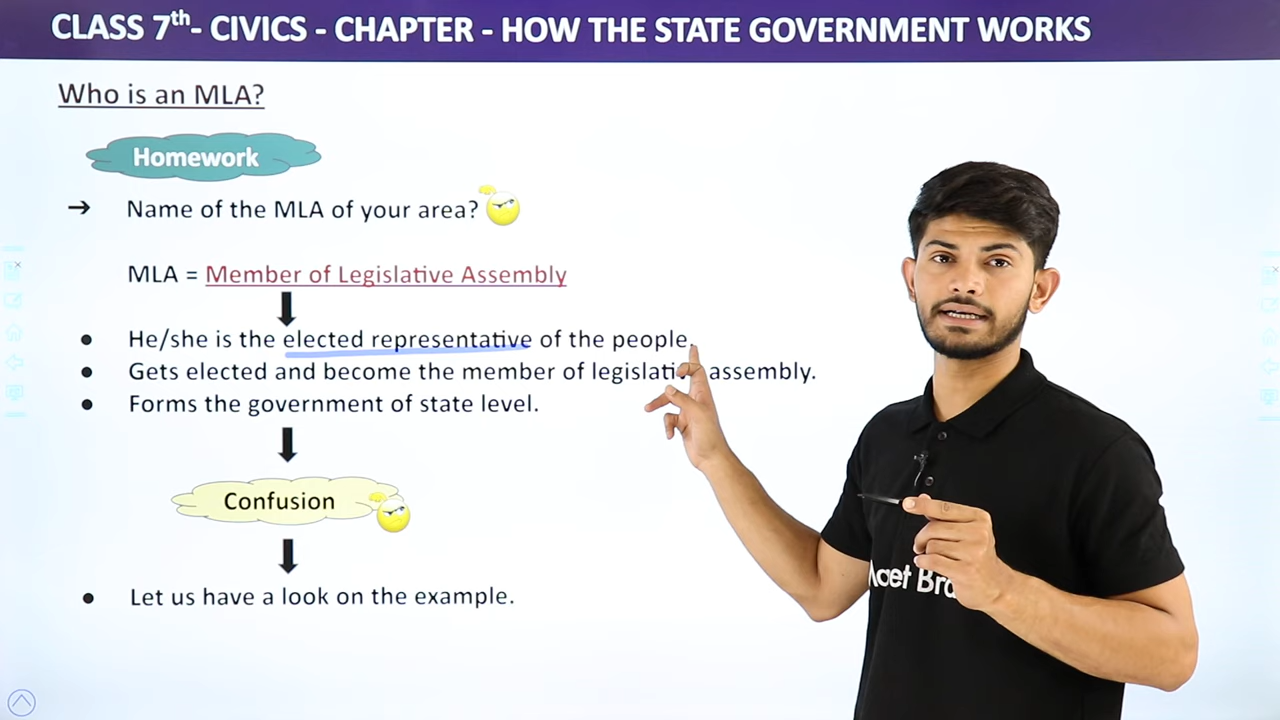 CLASS 7th- CIVICS - CHAPTER - HOW THE STATE GOVERNMENT WORKS
Who is an MLA?
Homework
→ Name of the MLA of your area?
MLA = Member of Legislative Assembly
● He/she is the elected representative of the people.
● Gets elected and become the member of legislati assembly.
● Forms the government of state level.
Confusion
● Let us have a look on the example.